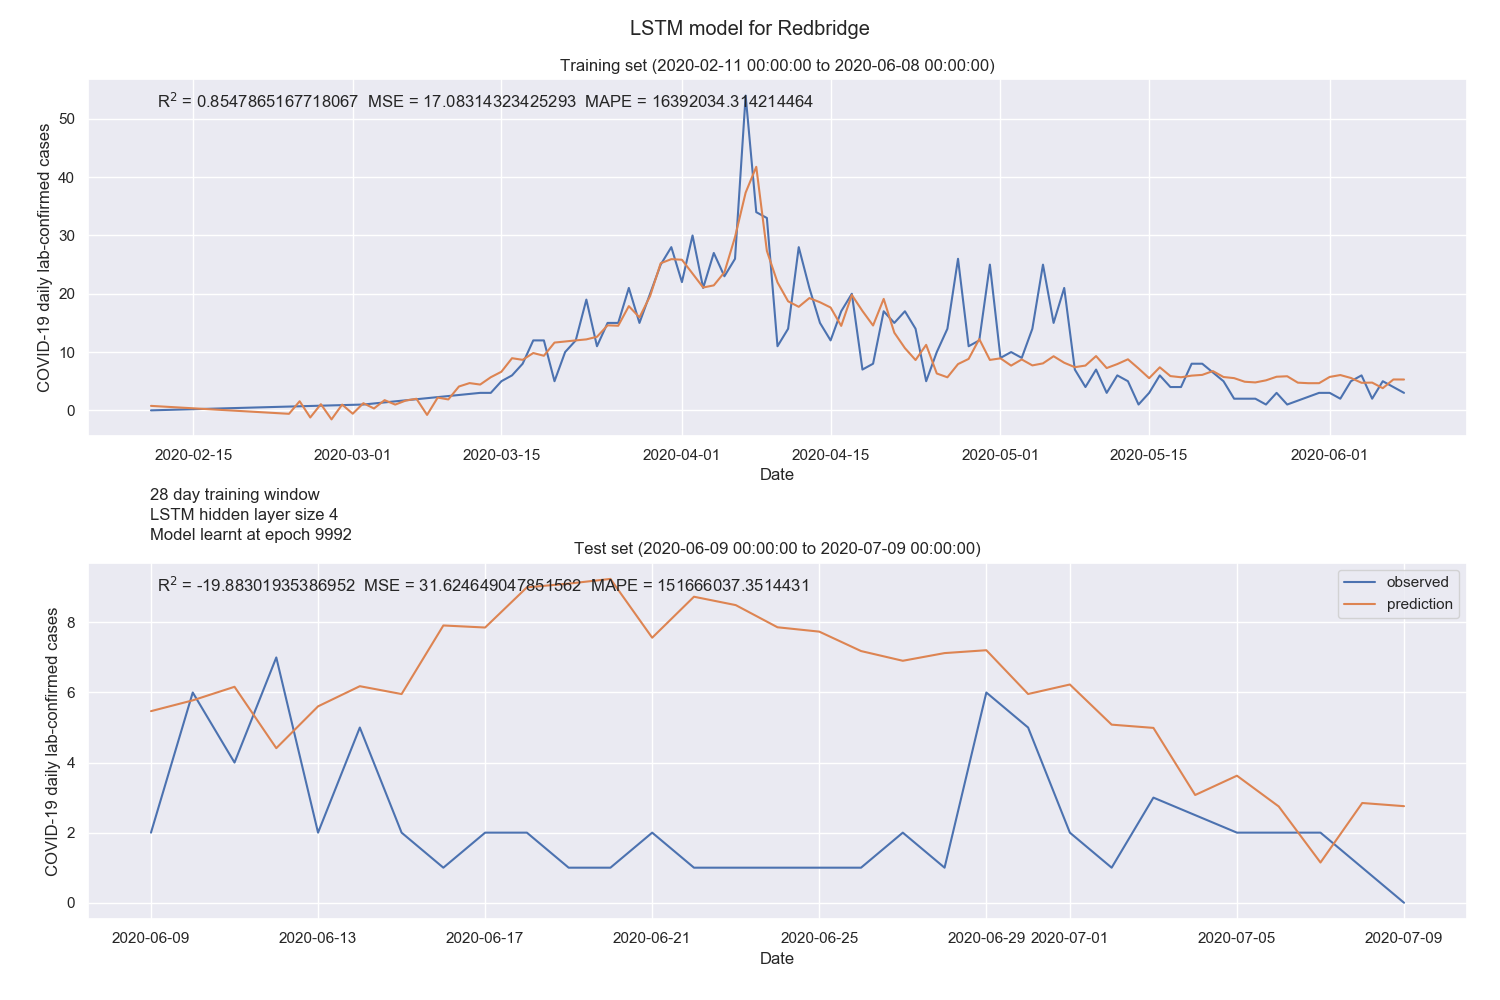 LSTM model for Redbridge
Training set (2020-02-11 00:00:00 to 2020-06-08 00:00:00)
R² = 0.8547865167718067 MSE = 17.08314323425293 MAPE = 16392034.314214464
COVID-19 daily lab-confirmed cases
50
40
30
20
10
0
2020-02-15 2020-03-01 2020-03-15 2020-04-01 2020-04-15 2020-05-01 2020-05-15 2020-06-01
Date
28 day training window
LSTM hidden layer size 4
Model learnt at epoch 9992
Test set (2020-06-09 00:00:00 to 2020-07-09 00:00:00)
R² = -19.88301935386952 MSE = 31.624649047851562 MAPE = 151666037.3514431
observed
prediction
COVID-19 daily lab-confirmed cases
8
6
4
2
0
2020-06-09 2020-06-13 2020-06-17 2020-06-21 2020-06-25 2020-06-29 2020-07-01 2020-07-05 2020-07-09
Date